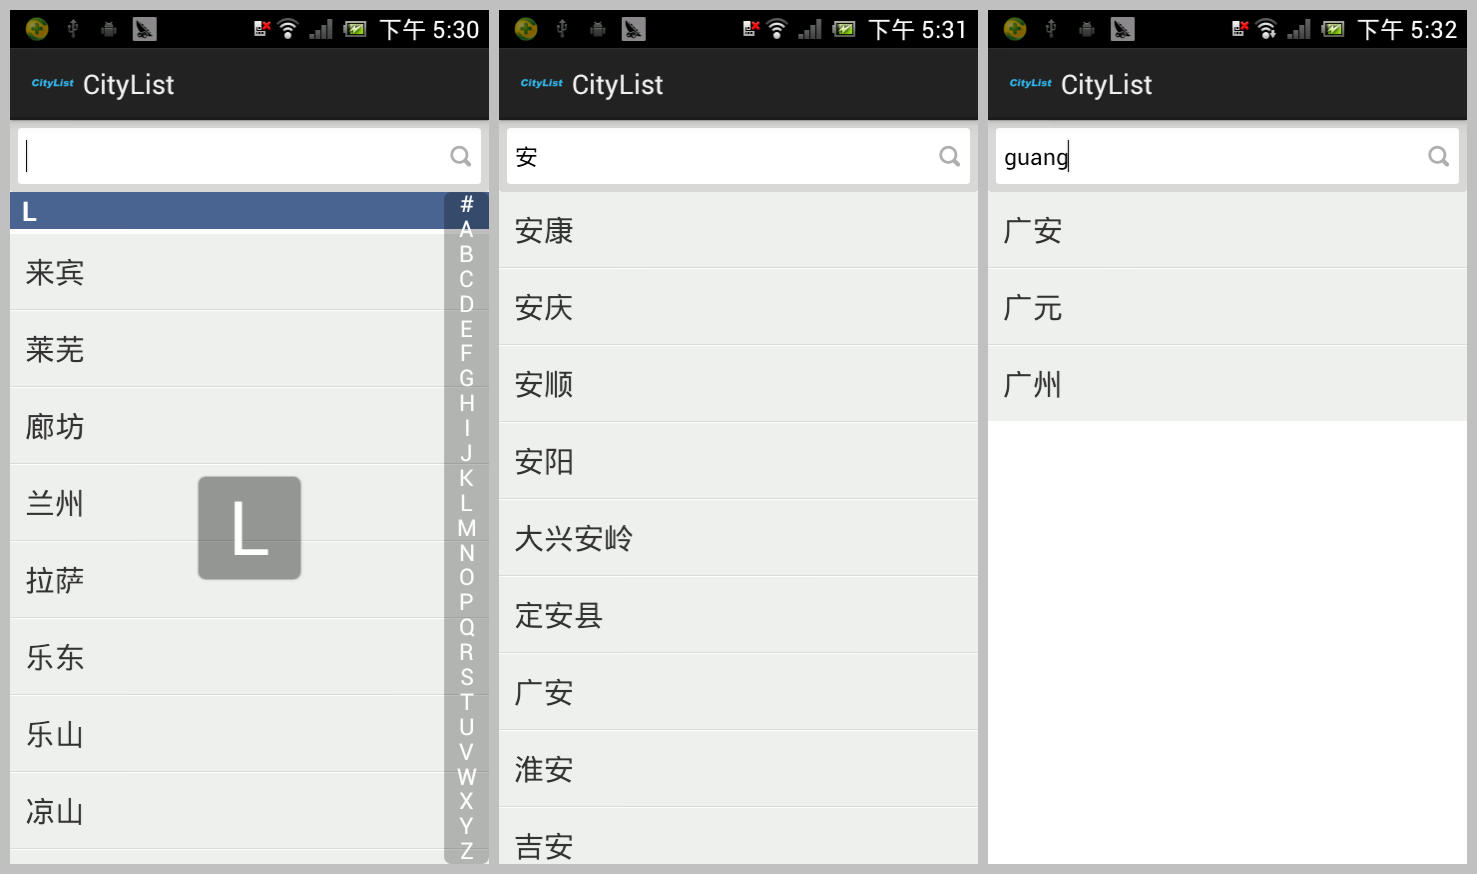 下午 5:30
CityList CityList
L
来宾
莱芜
廊坊
兰州
拉萨
乐东
乐山
凉山
L
#
A
B
C
D
E
F
G
H
I
J
K
L
M
N
O
P
Q
R
S
T
U
V
W
X
Y
Z
下午 5:31
CityList CityList
安
安康
安庆
安顺
安阳
大兴安岭
定安县
广安
淮安
吉安
下午 5:32
CityList CityList
guang
广安
广元
广州